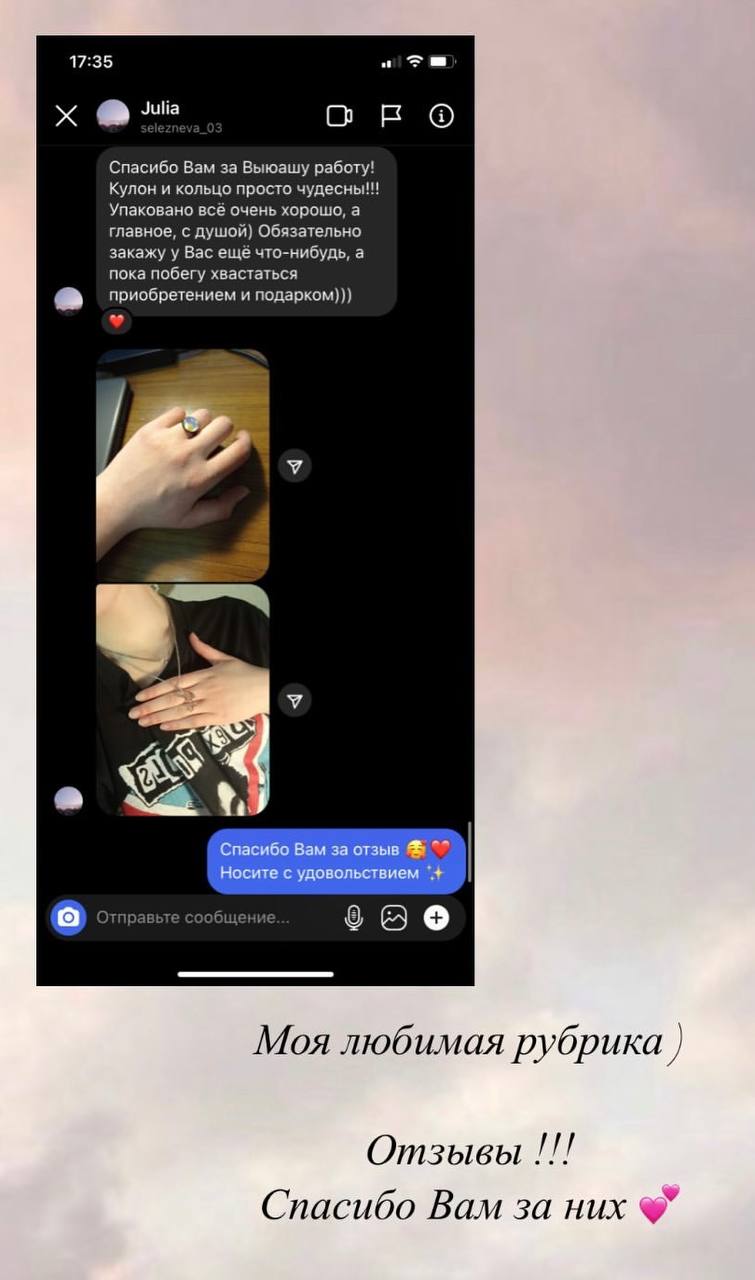 17:35
Julia
selezneva_03
Спасибо Вам за Выюашу работу!
Кулон и кольцо просто чудесны!!!
Упаковано всё очень хорошо, а
главное, с душой) Обязательно
закажу у Вас ещё что-нибудь, а
пока побегу хвастаться
приобретением и подарком)))
❤️
Спасибо Вам за отзыв 🥰❤️
Носите с удовольствием ✨
Отправьте сообщение...
Моя любимая рубрика )
Отзывы !!!
Спасибо Вам за них 💕